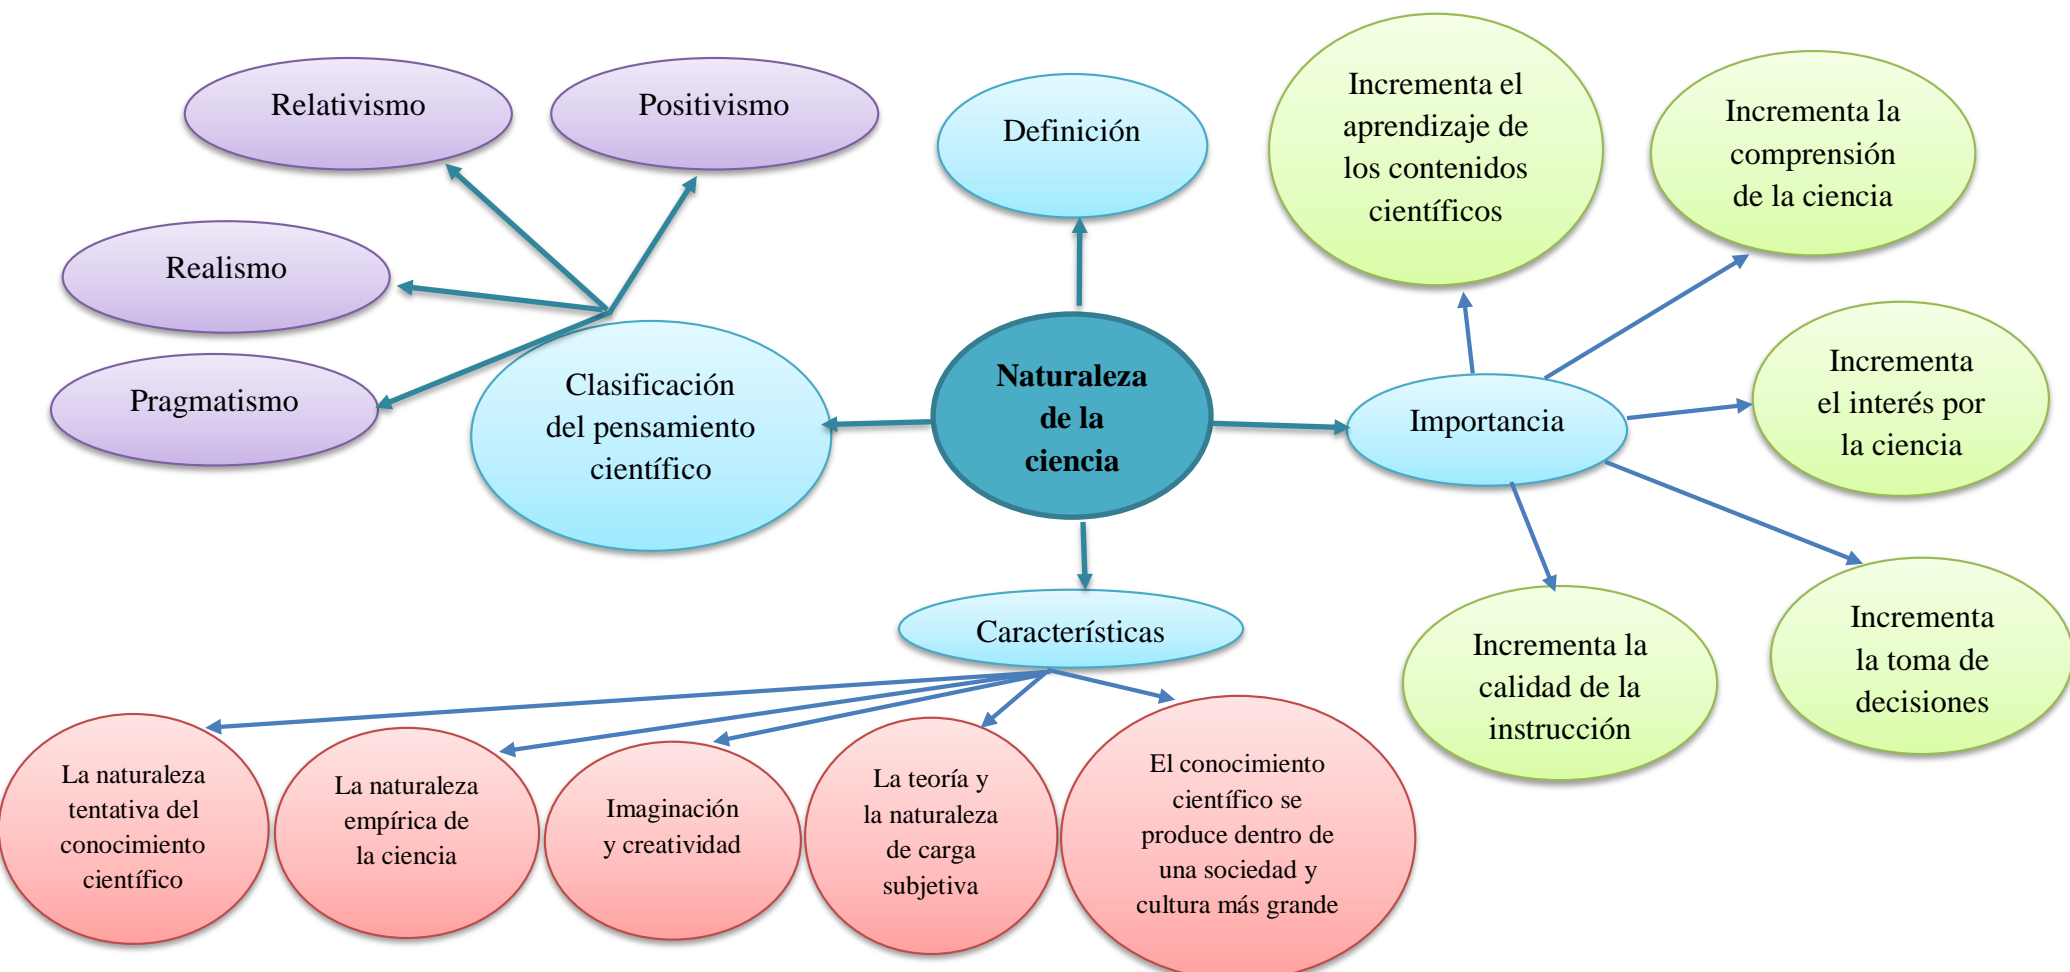 Relativismo
Positivismo
Definición
Incrementa el
aprendizaje de
los contenidos
científicos
Incrementa la
comprensión
de la ciencia
Realismo
Pragmatismo
Clasificación
del pensamiento
científico
Naturaleza
de la
ciencia
Importancia
Incrementa
el interés por
la ciencia
Incrementa
la toma de
decisiones
Incrementa la
calidad de la
instrucción
Características
La naturaleza
tentativa del
conocimiento
científico
La naturaleza
empírica de
la ciencia
Imaginación
y creatividad
La teoría y
la naturaleza
de carga
subjetiva
El conocimiento
científico se
produce dentro de
una sociedad y
cultura más grande